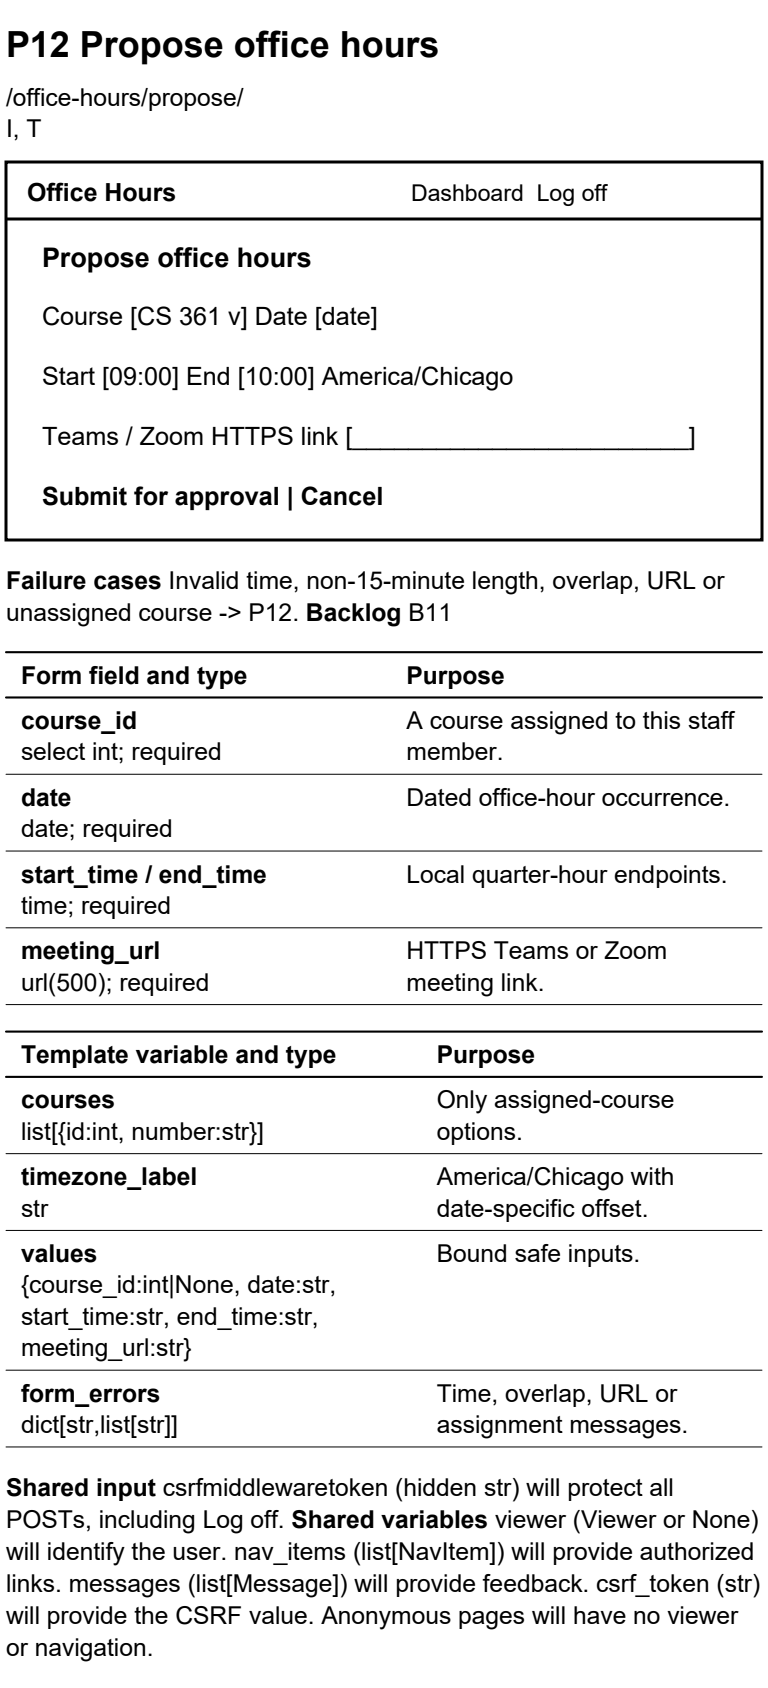 P12 Propose office hours
/office-hours/propose/
I, T
Office Hours Dashboard Log off
Propose office hours
Course [CS 361 v] Date [date]
Start [09:00] End [10:00] America/Chicago
Teams / Zoom HTTPS link [________________________]
Submit for approval | Cancel
Failure cases Invalid time, non-15-minute length, overlap, URL or
unassigned course -> P12. Backlog B11
Form field and type Purpose
course_id A course assigned to this staff
select int; required member.
date Dated office-hour occurrence.
date; required
start_time / end_time Local quarter-hour endpoints.
time; required
meeting_url HTTPS Teams or Zoom
url(500); required meeting link.
Template variable and type Purpose
courses Only assigned-course
list[{id:int, number:str}] options.
timezone_label America/Chicago with
str date-specific offset.
values Bound safe inputs.
{course_id:int|None, date:str,
start_time:str, end_time:str,
meeting_url:str}
form_errors Time, overlap, URL or
dict[str,list[str]] assignment messages.
Shared input csrfmiddlewaretoken (hidden str) will protect all
POSTs, including Log off. Shared variables viewer (Viewer or None)
will identify the user. nav_items (list[NavItem]) will provide authorized
links. messages (list[Message]) will provide feedback. csrf_token (str)
will provide the CSRF value. Anonymous pages will have no viewer
or navigation.